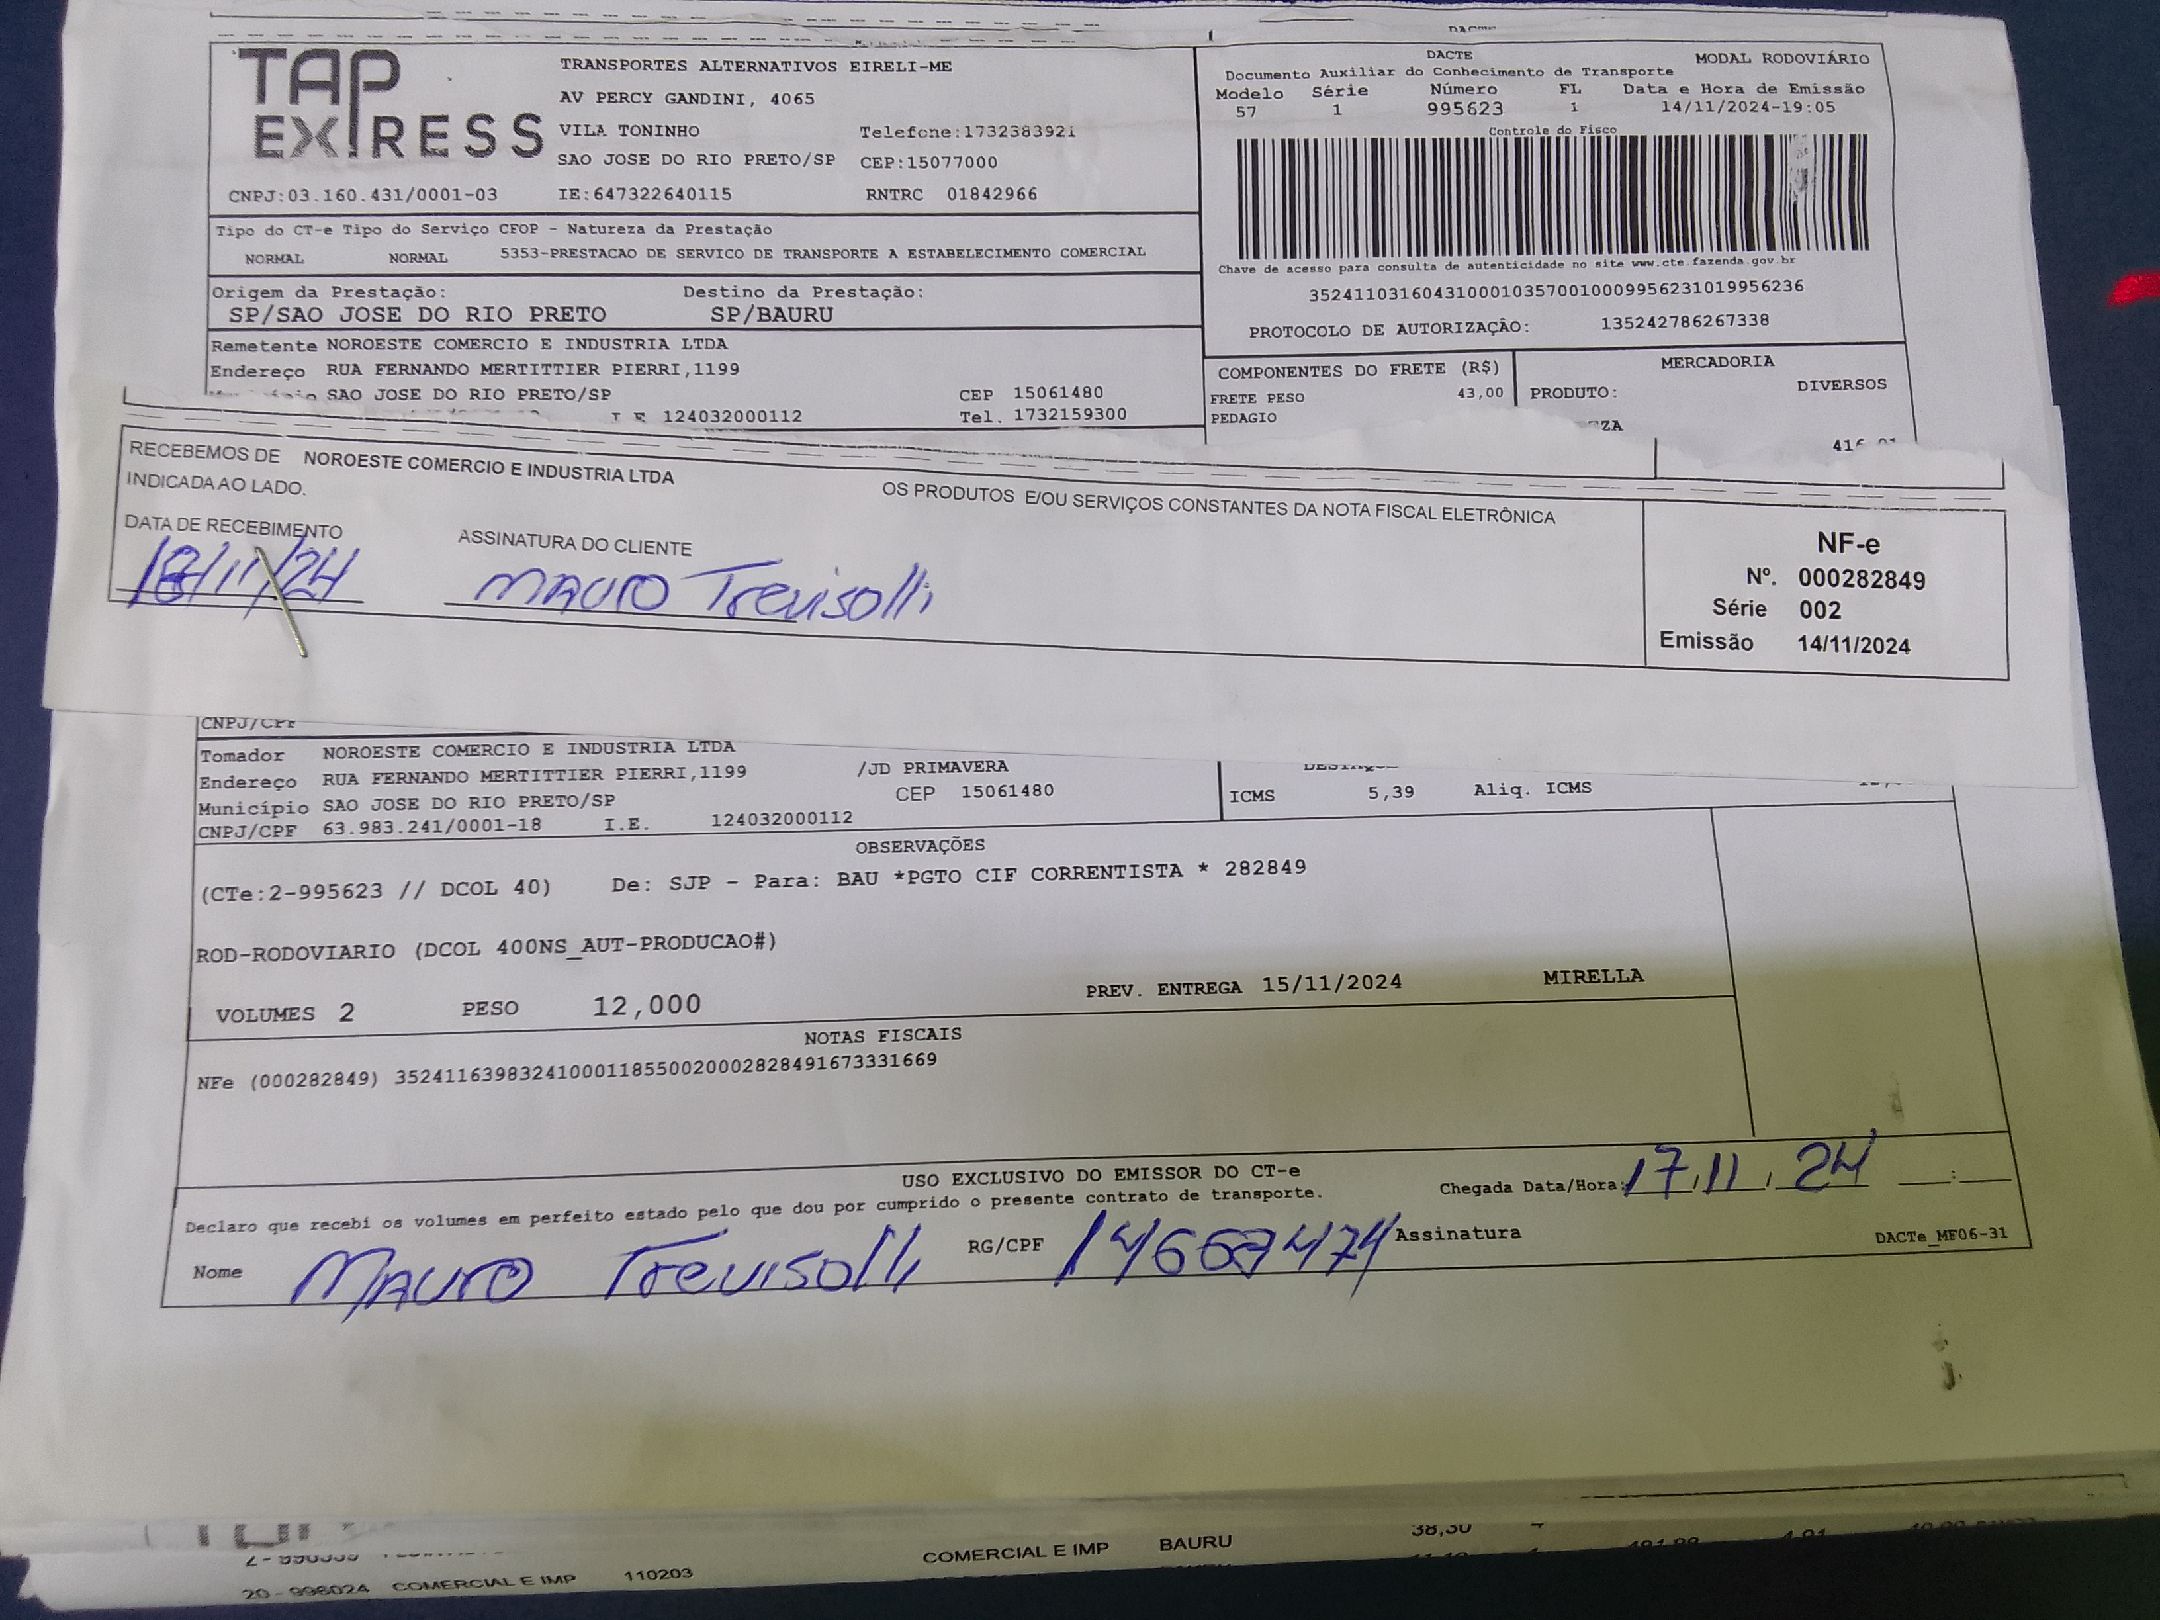 TAP EXPRESS
TRANSPORTES ALTERNATIVOS EIRELI-ME
AV PERCY GANDINI, 4065
VILA TONINHO Telefone:1732383921
SAO JOSE DO RIO PRETO/SP CEP:15077000
CNPJ:03.160.431/0001-03 IE:647322640115 RNTRC 01842966
DACTE MODAL RODOVIÁRIO
Documento Auxiliar do Conhecimento de Transporte
Modelo Série Número FL Data e Hora de Emissão
57 1 995623 1 14/11/2024-19:05
Controle do Fisco
Chave de acesso para consulta de autenticidade no site www.cte.fazenda.gov.br
35241103160431000103570010009956231019956236
PROTOCOLO DE AUTORIZAÇÃO: 135242786267338
Tipo do CT-e Tipo do Serviço CFOP - Natureza da Prestação
NORMAL NORMAL 5353-PRESTACAO DE SERVICO DE TRANSPORTE A ESTABELECIMENTO COMERCIAL
Origem da Prestação: Destino da Prestação:
SP/SAO JOSE DO RIO PRETO SP/BAURU
Remetente NOROESTE COMERCIO E INDUSTRIA LTDA
Endereço RUA FERNANDO MERTITTIER PIERRI,1199
SAO JOSE DO RIO PRETO/SP CEP 15061480
124032000112 Tel. 1732159300
COMPONENTES DO FRETE (R$)
FRETE PESO 43,00
PEDAGIO
MERCADORIA
PRODUTO: DIVERSOS
RECEBEMOS DE NOROESTE COMERCIO E INDUSTRIA LTDA OS PRODUTOS E/OU SERVIÇOS CONSTANTES DA NOTA FISCAL ELETRÔNICA
INDICADA AO LADO.
DATA DE RECEBIMENTO ASSINATURA DO CLIENTE
18/11/24 MAURO Trevisolli
NF-e
Nº. 000282849
Série 002
Emissão 14/11/2024
CNPJ/CPF
Tomador NOROESTE COMERCIO E INDUSTRIA LTDA
Endereço RUA FERNANDO MERTITTIER PIERRI,1199 /JD PRIMAVERA
Município SAO JOSE DO RIO PRETO/SP CEP 15061480
CNPJ/CPF 63.983.241/0001-18 I.E. 124032000112
ICMS 5,39 Aliq. ICMS
OBSERVAÇÕES
(CTe:2-995623 // DCOL 40) De: SJP - Para: BAU *PGTO CIF CORRENTISTA * 282849
ROD-RODOVIARIO (DCOL 400NS_AUT-PRODUCAO#)
VOLUMES 2 PESO 12,000 PREV. ENTREGA 15/11/2024 MIRELLA
NOTAS FISCAIS
NFe (000282849) 35241163983241000118550020002828491673331669
USO EXCLUSIVO DO EMISSOR DO CT-e
Declaro que recebi os volumes em perfeito estado pelo que dou por cumprido o presente contrato de transporte.
Chegada Data/Hora: 17.11.24 :
Nome MAURO Trevisolli RG/CPF Assinatura
DACTe_MF06-31
COMERCIAL E IMP BAURU 38,30
20-996024 COMERCIAL E IMP 110203